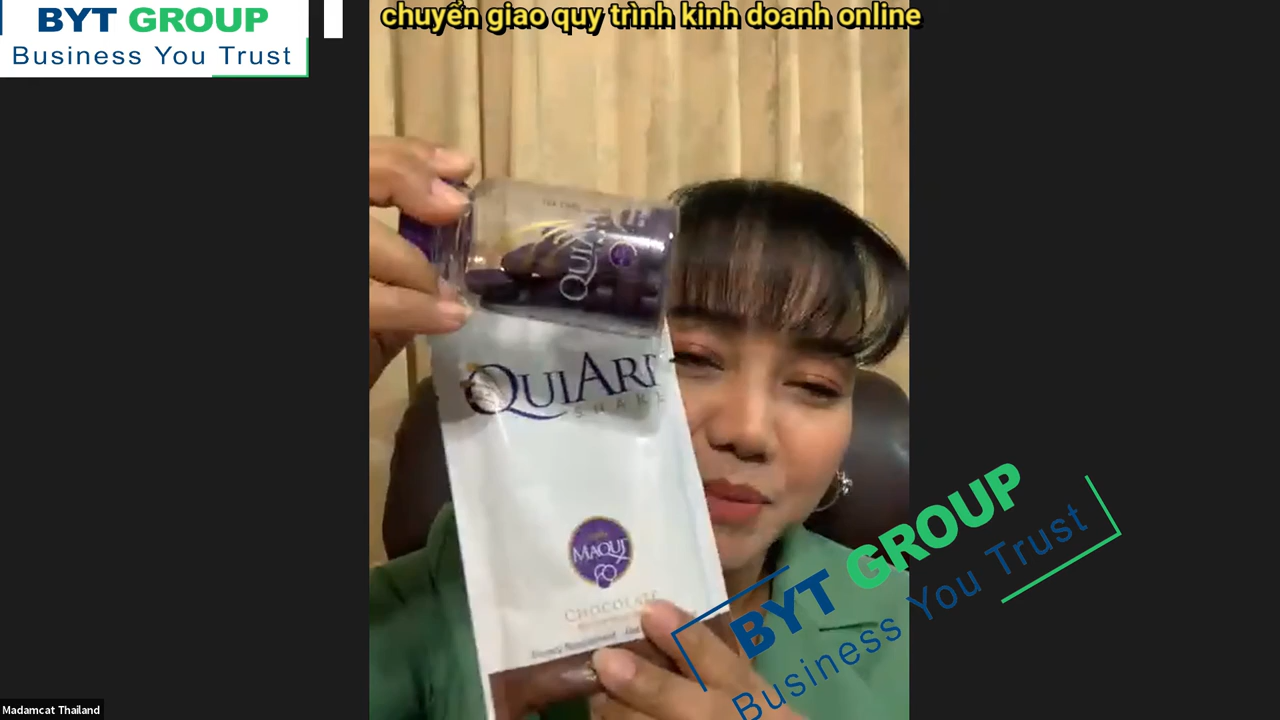 BYT GROUP
Business You Trust
chuyển giao quy trình kinh doanh online
QUIARI
QUIARI
SHAKE
MAQUI
CHOCOLATE
BYT GROUP
Business You Trust
Madamcat Thailand